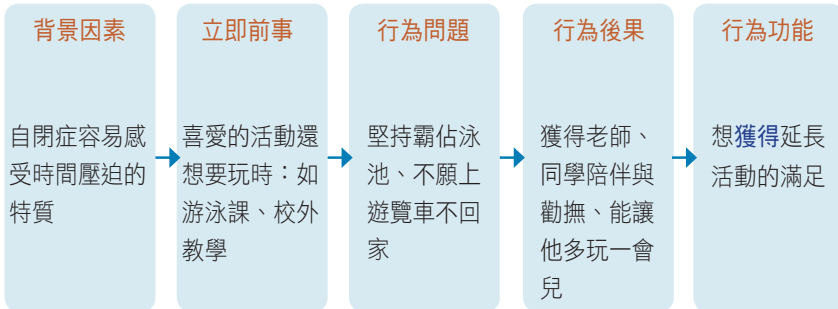 背景因素
自閉症容易感
受時間壓迫的
特質
立即前事
喜愛的活動還
想要玩時：如
游泳課、校外
教學
行為問題
堅持霸佔泳
池、不願上
遊覽車不回
家
行為後果
獲得老師、
同學陪伴與
勸撫、能讓
他多玩一會
兒
行為功能
想獲得延長
活動的滿足